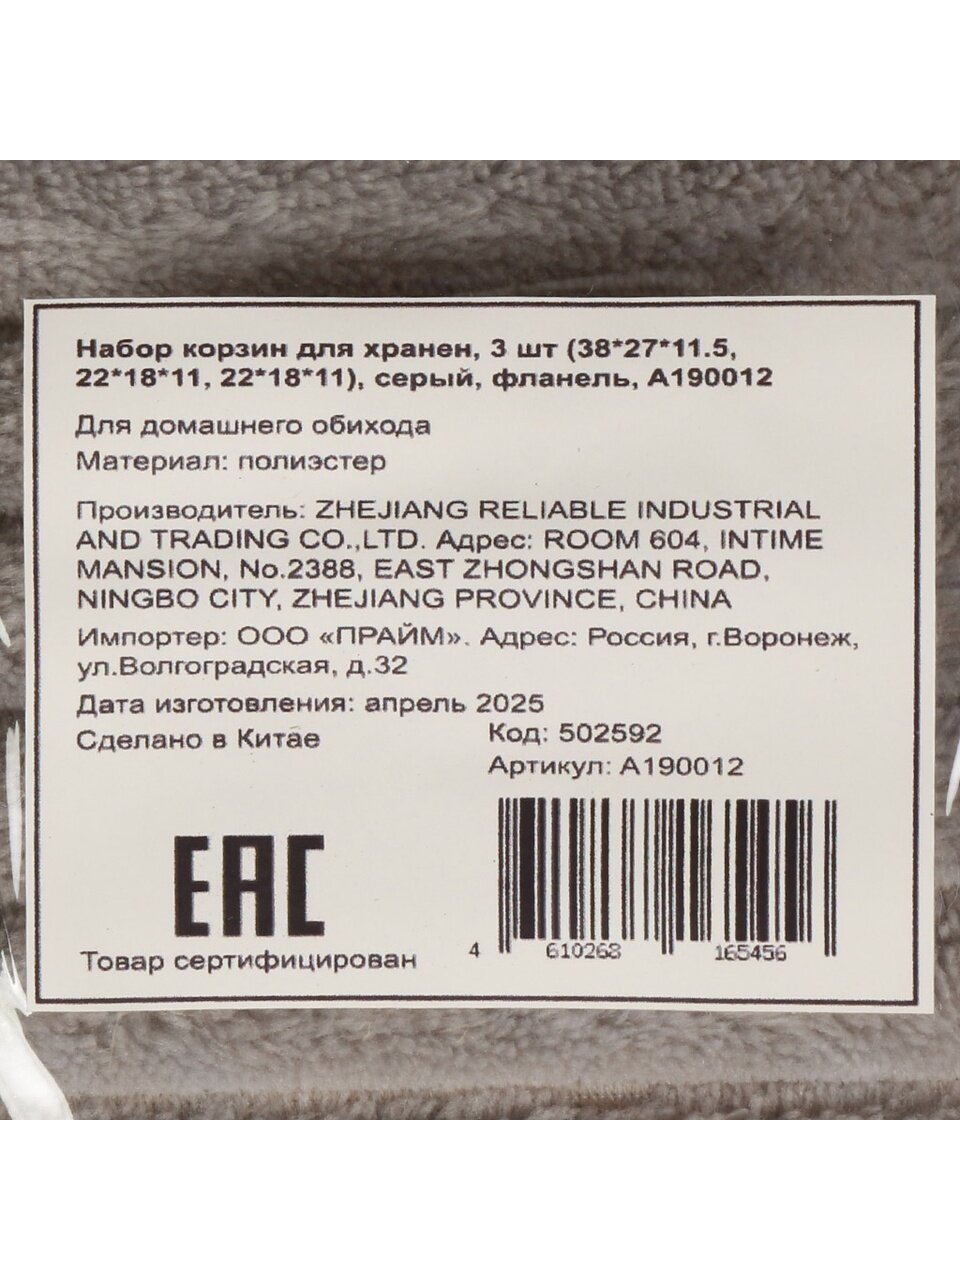 Набор корзин для хранен, 3 шт (38*27*11.5,
22*18*11, 22*18*11), серый, фланель, A190012
Для домашнего обихода
Материал: полиэстер
Производитель: ZHEJIANG RELIABLE INDUSTRIAL
AND TRADING CO.,LTD. Адрес: ROOM 604, INTIME
MANSION, No.2388, EAST ZHONGSHAN ROAD,
NINGBO CITY, ZHEJIANG PROVINCE, CHINA
Импортер: ООО «ПРАЙМ». Адрес: Россия, г.Воронеж,
ул.Волгоградская, д.32
Дата изготовления: апрель 2025
Сделано в Китае
Код: 502592
Артикул: A190012
EAC
Товар сертифицирован
4 610268 165456